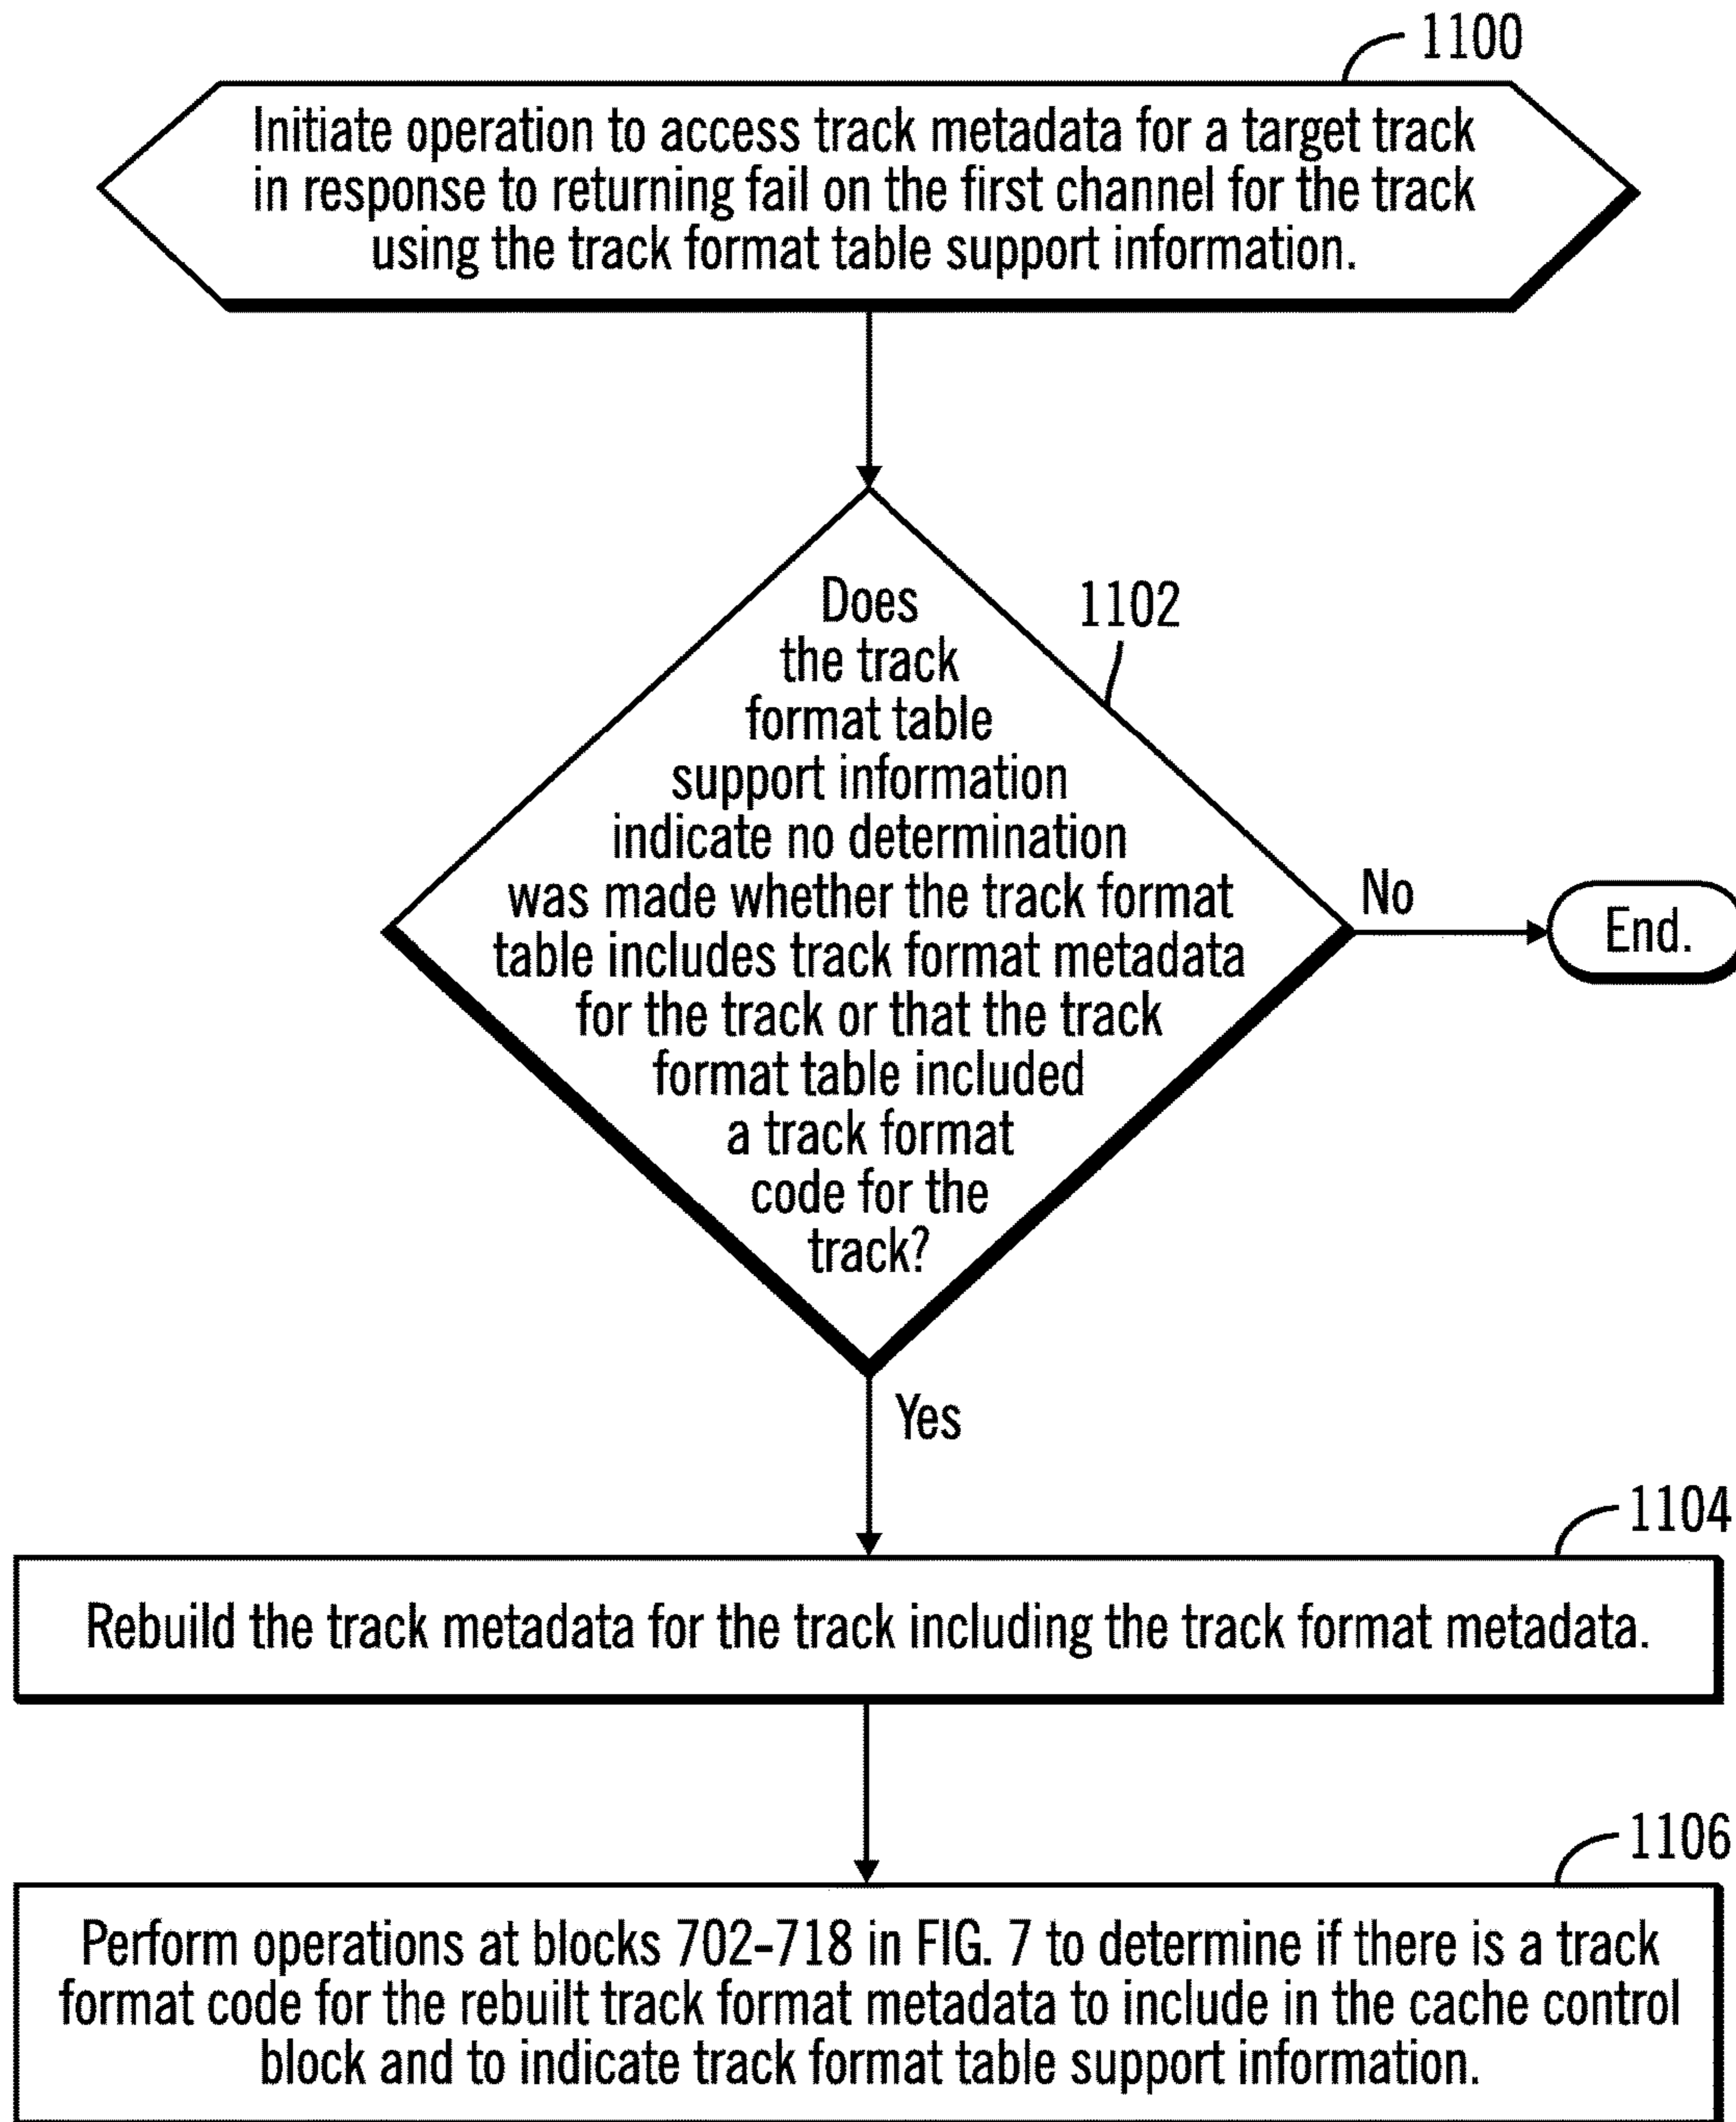 1100
Initiate operation to access track metadata for a target track
in response to returning fail on the first channel for the track
using the track format table support information.
1102
Does
the track
format table
support information
indicate no determination
was made whether the track format
table includes track format metadata
for the track or that the track
format table included
a track format
code for the
track?
No
End.
Yes
1104
Rebuild the track metadata for the track including the track format metadata.
1106
Perform operations at blocks 702-718 in FIG. 7 to determine if there is a track
format code for the rebuilt track format metadata to include in the cache control
block and to indicate track format table support information.